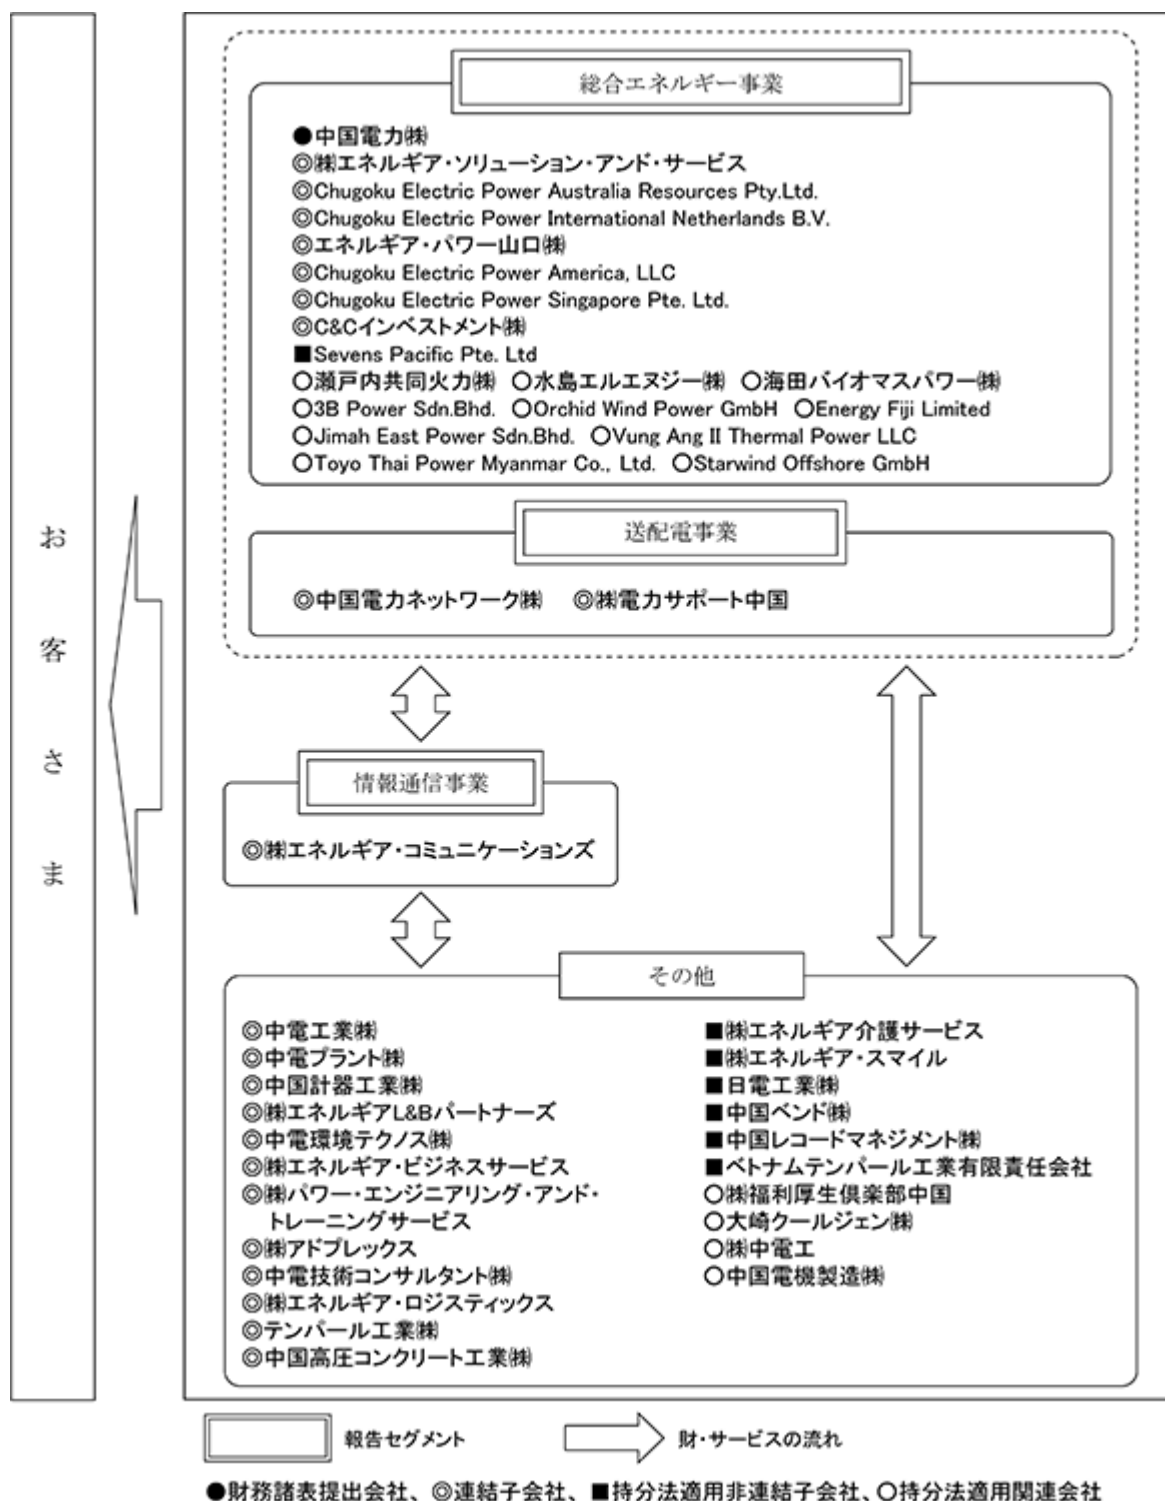 総合エネルギー事業
●中国電力㈱
◎㈱エネルギア・ソリューション・アンド・サービス
◎Chugoku Electric Power Australia Resources Pty.Ltd.
◎Chugoku Electric Power International Netherlands B.V.
◎エネルギア・パワー山口㈱
◎Chugoku Electric Power America, LLC
◎Chugoku Electric Power Singapore Pte. Ltd.
◎C&Cインベストメント㈱
■Sevens Pacific Pte. Ltd
○瀬戸内共同火力㈱ ○水島エルエヌジー㈱ ○海田バイオマスパワー㈱
○3B Power Sdn.Bhd. ○Orchid Wind Power GmbH ○Energy Fiji Limited
○Jimah East Power Sdn.Bhd. ○Vung Ang II Thermal Power LLC
○Toyo Thai Power Myanmar Co., Ltd. ○Starwind Offshore GmbH
送配電事業
◎中国電力ネットワーク㈱ ◎㈱電力サポート中国
お客さま
情報通信事業
◎㈱エネルギア・コミュニケーションズ
その他
◎中電工業㈱
◎中電プラント㈱
◎中国計器工業㈱
◎㈱エネルギアL&Bパートナーズ
◎中電環境テクノス㈱
◎㈱エネルギア・ビジネスサービス
◎㈱パワー・エンジニアリング・アンド・
トレーニングサービス
◎㈱アドプレックス
◎中電技術コンサルタント㈱
◎㈱エネルギア・ロジスティックス
◎テンパール工業㈱
◎中国高圧コンクリート工業㈱
■㈱エネルギア介護サービス
■㈱エネルギア・スマイル
■日電工業㈱
■中国ベンド㈱
■中国レコードマネジメント㈱
■ベトナムテンパール工業有限責任会社
○㈱福利厚生倶楽部中国
○大崎クールジェン㈱
○㈱中電工
○中国電機製造㈱
報告セグメント
財・サービスの流れ
●財務諸表提出会社、◎連結子会社、■持分法適用非連結子会社、○持分法適用関連会社